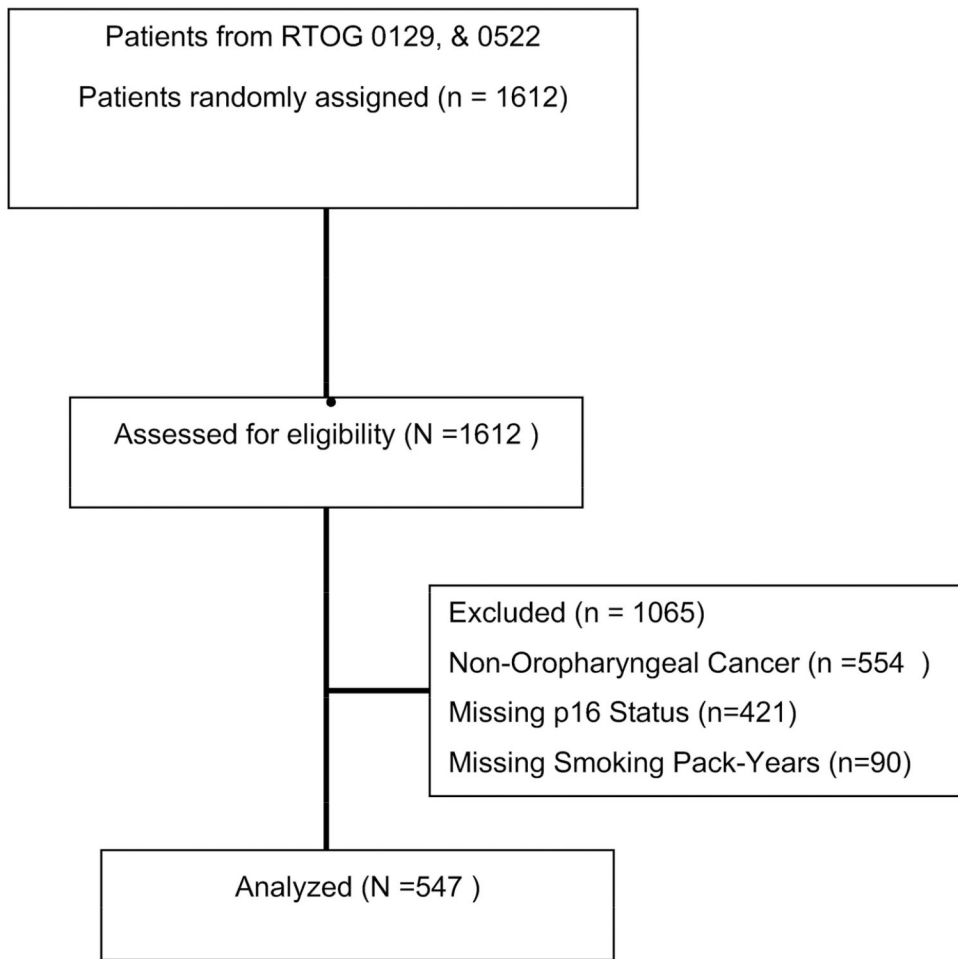 Patients from RTOG 0129, & 0522
Patients randomly assigned (n = 1612)
Assessed for eligibility (N =1612 )
Excluded (n = 1065)
Non-Oropharyngeal Cancer (n =554  )
Missing p16 Status (n=421)
Missing Smoking Pack-Years (n=90)
Analyzed (N =547 )